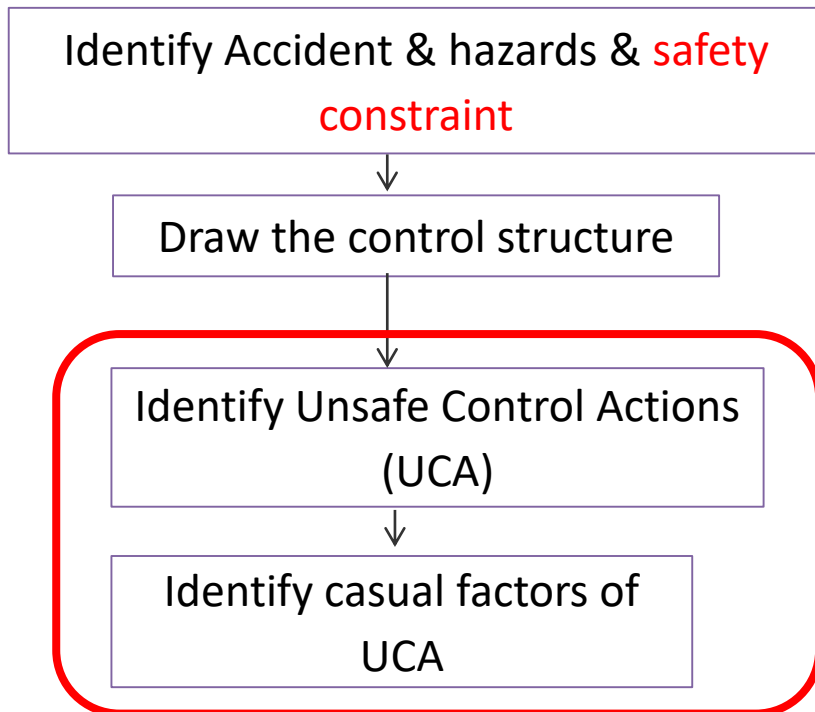 Identify Accident & hazards & safety
constraint
Draw the control structure
Identify Unsafe Control Actions
(UCA)
Identify casual factors of
UCA